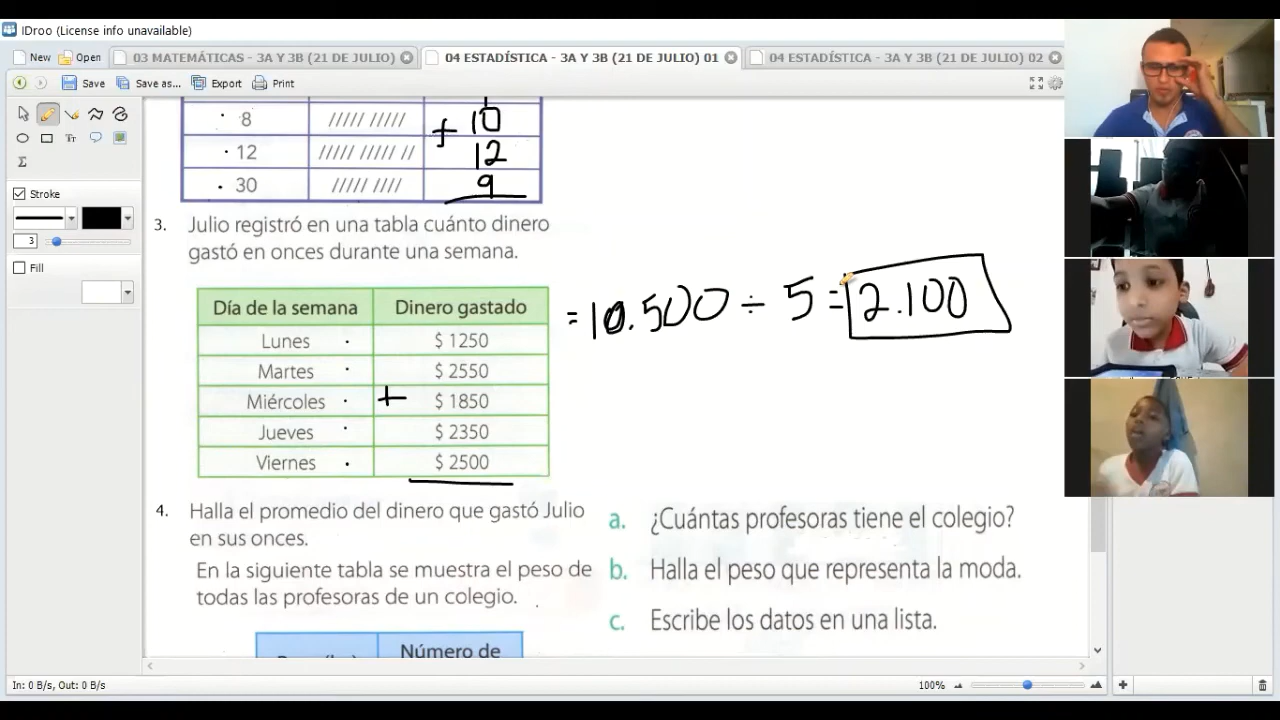 IDroo (License info unavailable)
New Open 03 MATEMÁTICAS - 3A Y 3B (21 DE JULIO) 04 ESTADÍSTICA - 3A Y 3B (21 DE JULIO) 01 04 ESTADÍSTICA - 3A Y 3B (21 DE JULIO) 02
Save Save as... Export Print
Stroke
3
Fill
8 ///// ///// + 10
12 ///// ///// // 12
30 ///// //// 9
3. Julio registró en una tabla cuánto dinero
gastó en onces durante una semana.
Día de la semana Dinero gastado
Lunes $ 1250
Martes $ 2550
Miércoles + $ 1850
Jueves $ 2350
Viernes $ 2500
= 10.500 ÷ 5 = 2.100
4. Halla el promedio del dinero que gastó Julio
en sus onces.
En la siguiente tabla se muestra el peso de
todas las profesoras de un colegio.
Número de
a. ¿Cuántas profesoras tiene el colegio?
b. Halla el peso que representa la moda.
c. Escribe los datos en una lista.
In: 0 B/s, Out: 0 B/s 100%